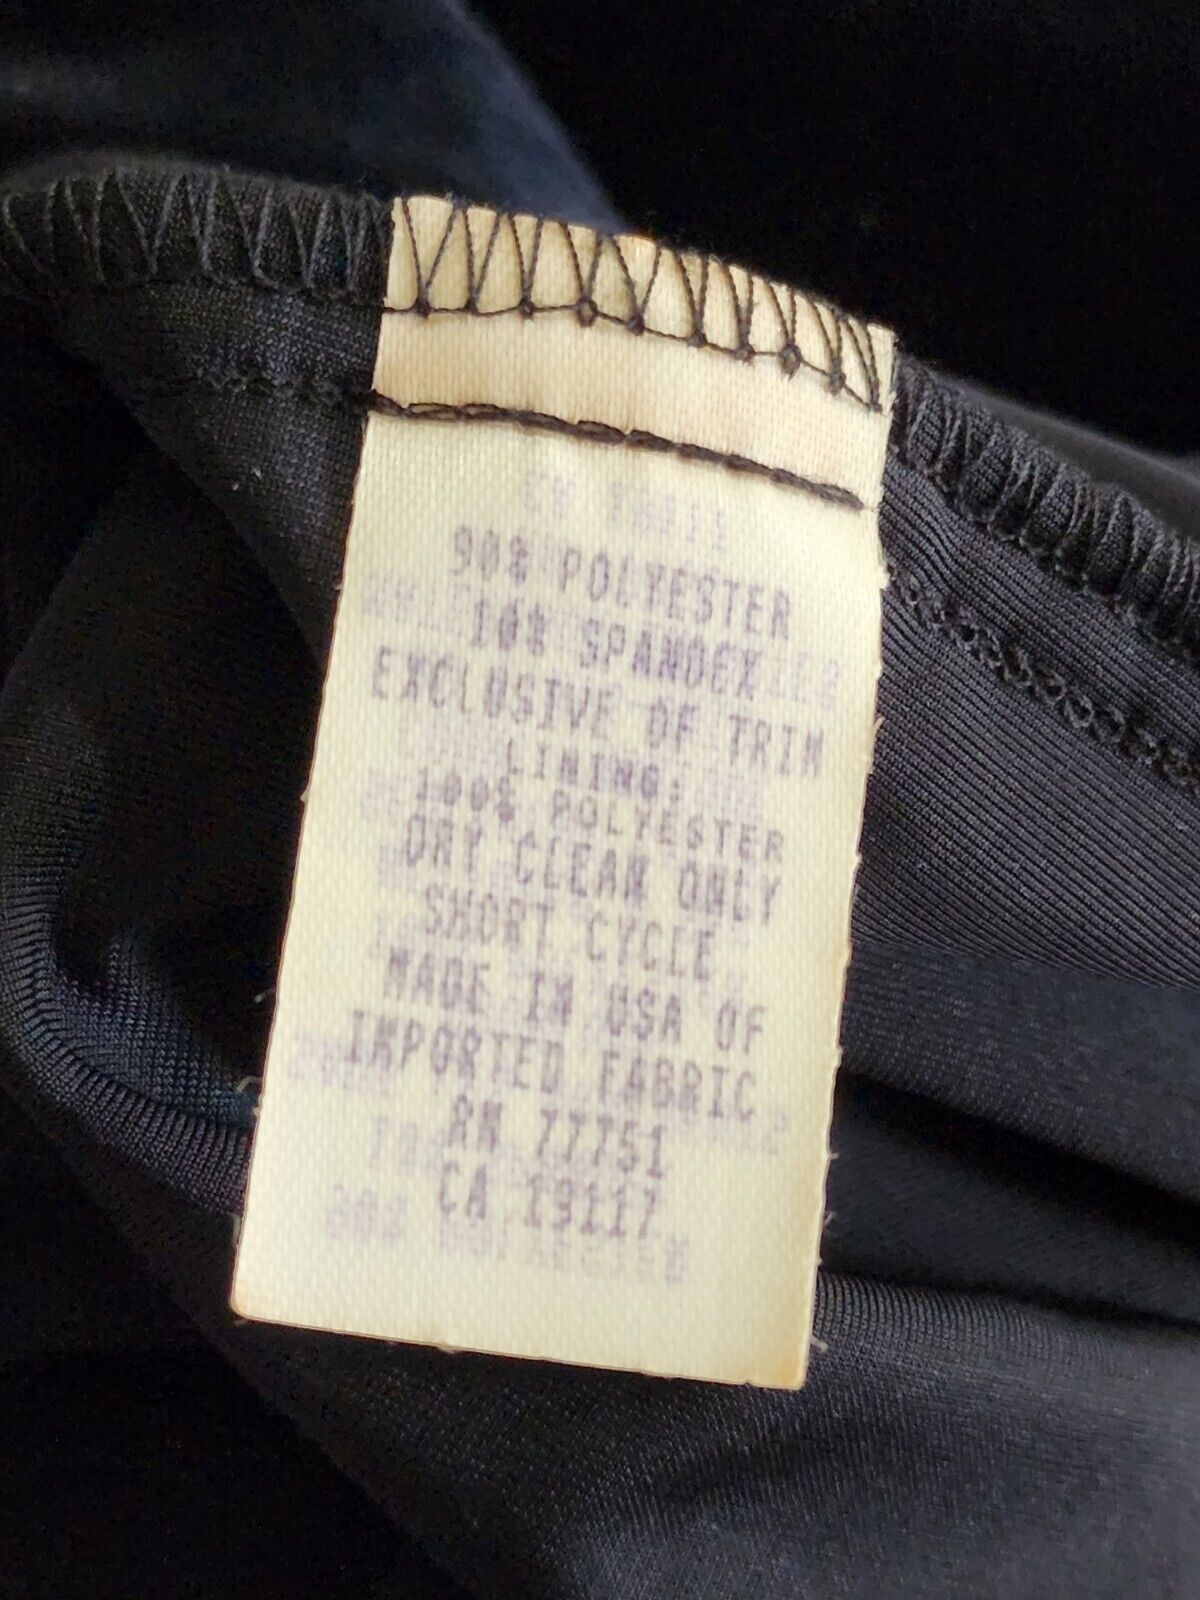 90% POLYESTER
10% SPANDEX
EXCLUSIVE OF TRIM
LINING:
100% POLYESTER
DRY CLEAN ONLY
SHORT CYCLE
MADE IN USA OF
IMPORTED FABRIC
RN 77751
CA 19117